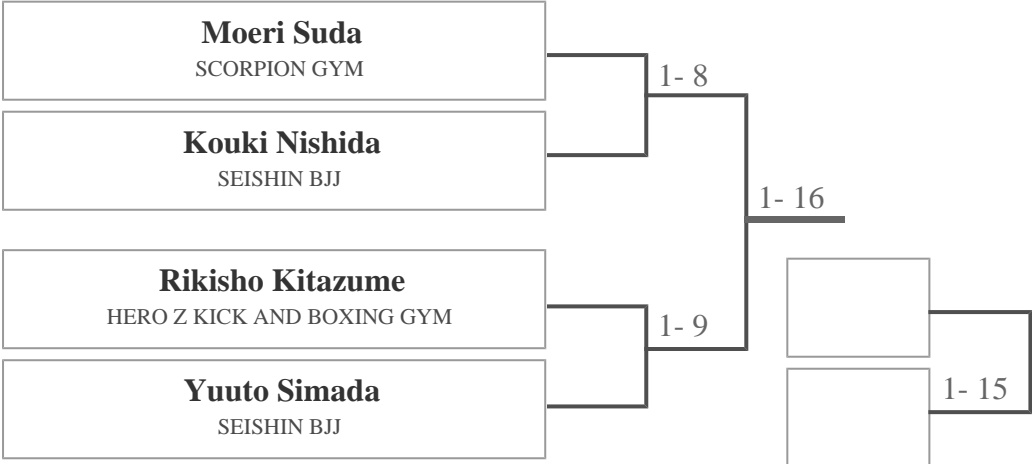 Moeri Suda
SCORPION GYM
1- 8
Kouki Nishida
SEISHIN BJJ
1- 16
Rikisho Kitazume
HERO Z KICK AND BOXING GYM
1- 9
Yuuto Simada
SEISHIN BJJ
1- 15